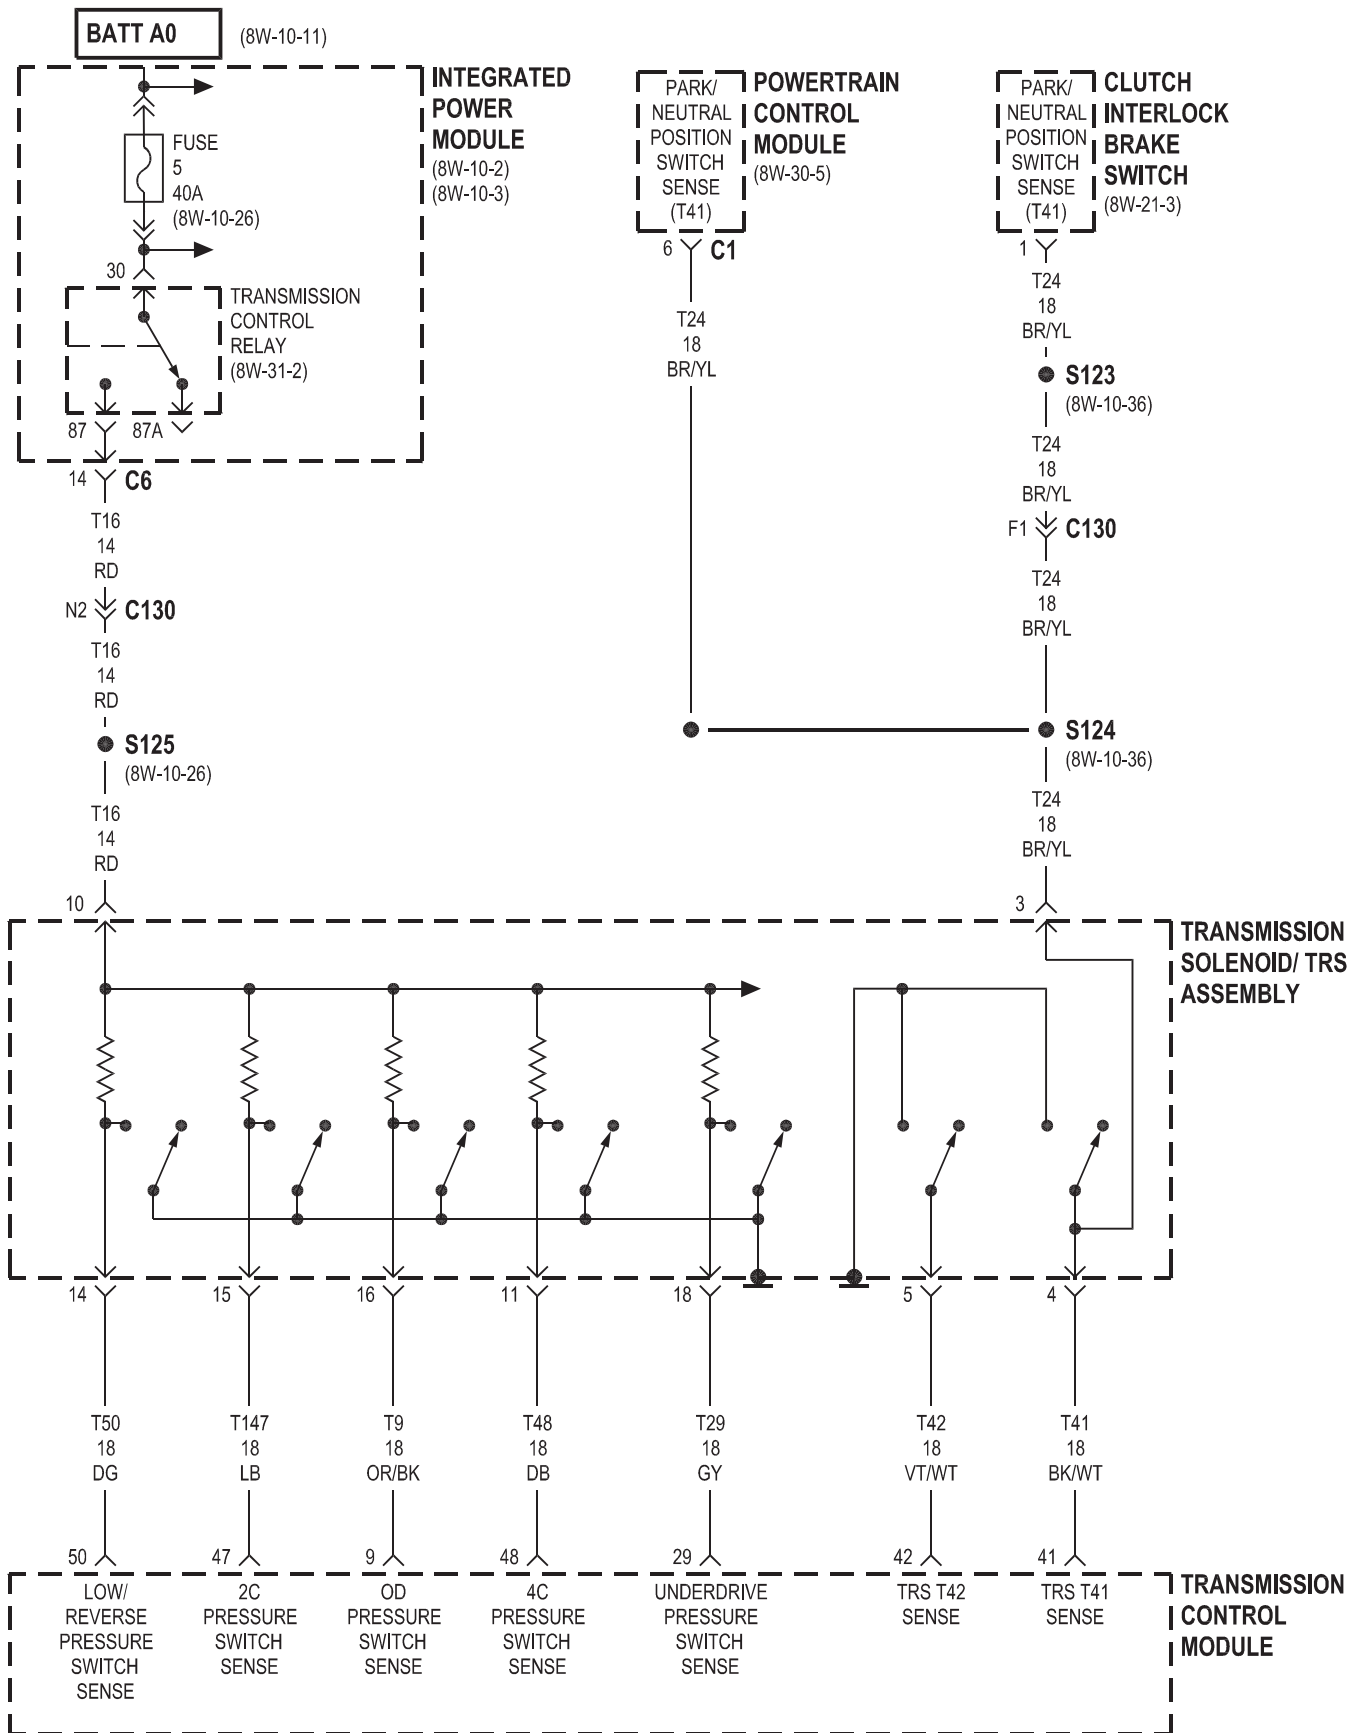 BATT A0
(8W-10-11)
INTEGRATED
POWER
MODULE
(8W-10-2)
(8W-10-3)
FUSE
5
40A
(8W-10-26)
30
TRANSMISSION
CONTROL
RELAY
(8W-31-2)
87
87A
14
C6
T16
14
RD
N2
C130
T16
14
RD
S125
(8W-10-26)
T16
14
RD
10
PARK/
NEUTRAL
POSITION
SWITCH
SENSE
(T41)
POWERTRAIN
CONTROL
MODULE
(8W-30-5)
6
C1
T24
18
BR/YL
PARK/
NEUTRAL
POSITION
SWITCH
SENSE
(T41)
CLUTCH
INTERLOCK
BRAKE
SWITCH
(8W-21-3)
1
T24
18
BR/YL
S123
(8W-10-36)
T24
18
BR/YL
F1
C130
T24
18
BR/YL
S124
(8W-10-36)
T24
18
BR/YL
3
TRANSMISSION
SOLENOID/ TRS
ASSEMBLY
14
15
16
11
18
5
4
T50
18
DG
T147
18
LB
T9
18
OR/BK
T48
18
DB
T29
18
GY
T42
18
VT/WT
T41
18
BK/WT
50
47
9
48
29
42
41
LOW/
REVERSE
PRESSURE
SWITCH
SENSE
2C
PRESSURE
SWITCH
SENSE
OD
PRESSURE
SWITCH
SENSE
4C
PRESSURE
SWITCH
SENSE
UNDERDRIVE
PRESSURE
SWITCH
SENSE
TRS T42
SENSE
TRS T41
SENSE
TRANSMISSION
CONTROL
MODULE